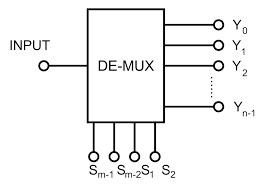 Y0
INPUT
Y1
DE-MUX
Y2
Yn-1
Sm-1 Sm-2 S1 S2